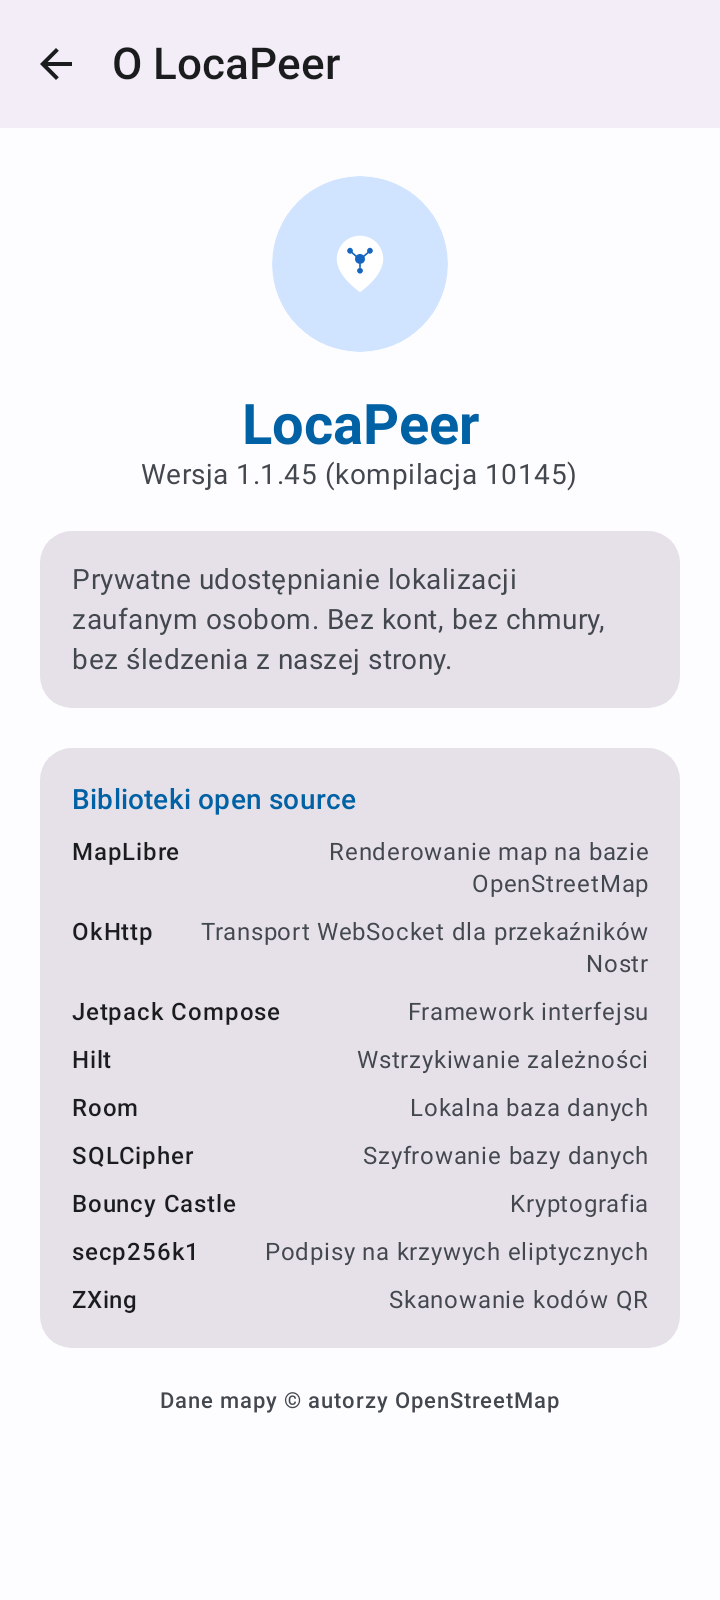 O LocaPeer
LocaPeer
Wersja 1.1.45 (kompilacja 10145)
Prywatne udostępnianie lokalizacji
zaufanym osobom. Bez kont, bez chmury,
bez śledzenia z naszej strony.
Biblioteki open source
MapLibre Renderowanie map na bazie
OpenStreetMap
OkHttp Transport WebSocket dla przekaźników
Nostr
Jetpack Compose Framework interfejsu
Hilt Wstrzykiwanie zależności
Room Lokalna baza danych
SQLCipher Szyfrowanie bazy danych
Bouncy Castle Kryptografia
secp256k1 Podpisy na krzywych eliptycznych
ZXing Skanowanie kodów QR
Dane mapy © autorzy OpenStreetMap